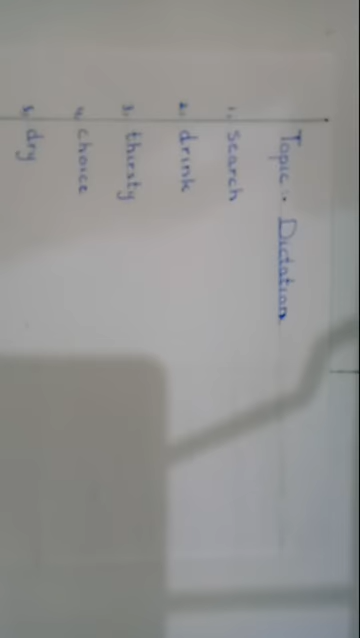 Topic :- Dictation
1. Search
2. drink
3. thirsty
4. choice
5. dry